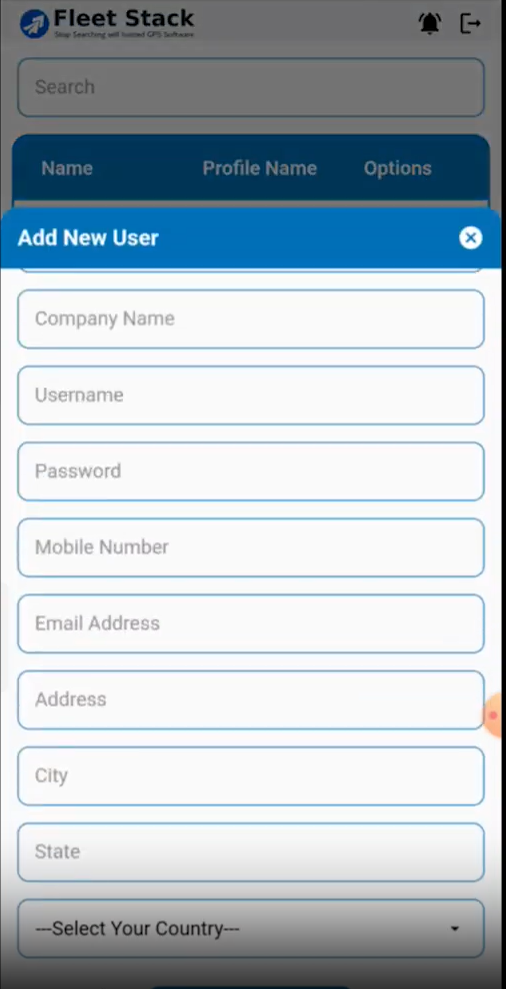 Fleet Stack
Stop Searching will hosted GPS Software
Search
Name Profile Name Options
Add New User
Company Name
Username
Password
Mobile Number
Email Address
Address
City
State
---Select Your Country---